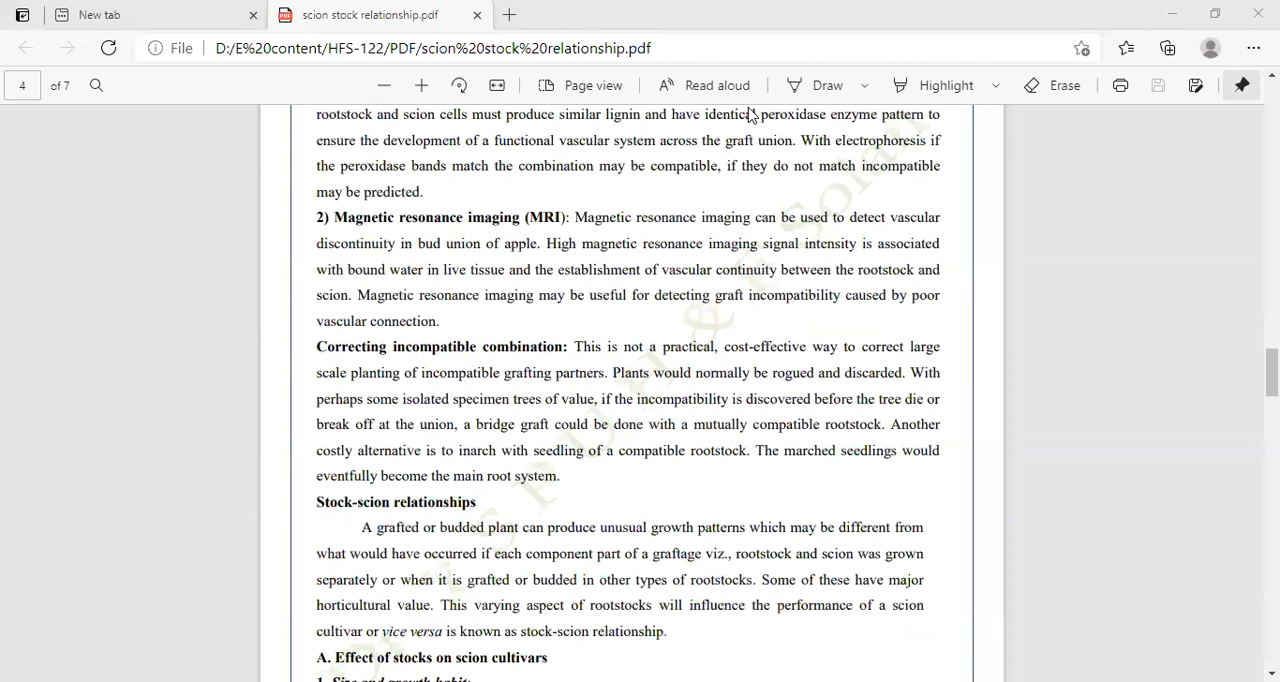 New tab
scion stock relationship.pdf
File D:/E%20content/HFS-122/PDF/scion%20stock%20relationship.pdf
4 of 7 Page view Read aloud Draw Highlight Erase
rootstock and scion cells must produce similar lignin and have identical peroxidase enzyme pattern to
ensure the development of a functional vascular system across the graft union. With electrophoresis if
the peroxidase bands match the combination may be compatible, if they do not match incompatible
may be predicted.
2) Magnetic resonance imaging (MRI): Magnetic resonance imaging can be used to detect vascular
discontinuity in bud union of apple. High magnetic resonance imaging signal intensity is associated
with bound water in live tissue and the establishment of vascular continuity between the rootstock and
scion. Magnetic resonance imaging may be useful for detecting graft incompatibility caused by poor
vascular connection.
Correcting incompatible combination: This is not a practical, cost-effective way to correct large
scale planting of incompatible grafting partners. Plants would normally be rogued and discarded. With
perhaps some isolated specimen trees of value, if the incompatibility is discovered before the tree die or
break off at the union, a bridge graft could be done with a mutually compatible rootstock. Another
costly alternative is to inarch with seedling of a compatible rootstock. The marched seedlings would
eventfully become the main root system.
Stock-scion relationships
A grafted or budded plant can produce unusual growth patterns which may be different from
what would have occurred if each component part of a graftage viz., rootstock and scion was grown
separately or when it is grafted or budded in other types of rootstocks. Some of these have major
horticultural value. This varying aspect of rootstocks will influence the performance of a scion
cultivar or vice versa is known as stock-scion relationship.
A. Effect of stocks on scion cultivars
1. Size and growth habit: